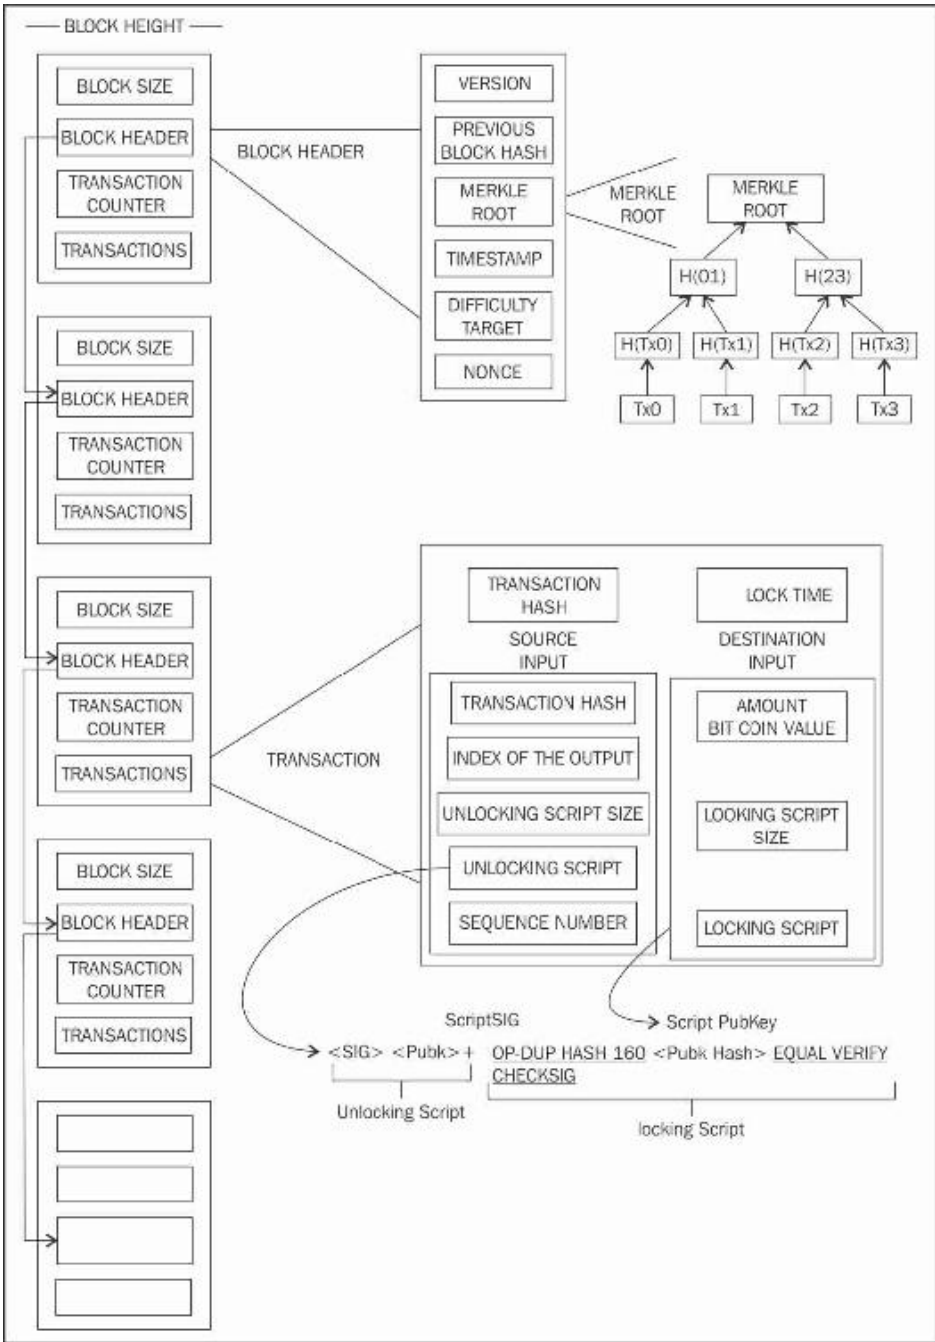 BLOCK HEIGHT
BLOCK SIZE
BLOCK HEADER
TRANSACTION
COUNTER
TRANSACTIONS
BLOCK HEADER
VERSION
PREVIOUS
BLOCK HASH
MERKLE
ROOT
TIMESTAMP
DIFFICULTY
TARGET
NONCE
MERKLE
ROOT
MERKLE
ROOT
H(01)
H(23)
H(Tx0)
H(Tx1)
H(Tx2)
H(Tx3)
Tx0
Tx1
Tx2
Tx3
BLOCK SIZE
BLOCK HEADER
TRANSACTION
COUNTER
TRANSACTIONS
BLOCK SIZE
BLOCK HEADER
TRANSACTION
COUNTER
TRANSACTIONS
TRANSACTION
TRANSACTION
HASH
LOCK TIME
SOURCE
INPUT
DESTINATION
INPUT
TRANSACTION HASH
INDEX OF THE OUTPUT
UNLOCKING SCRIPT SIZE
UNLOCKING SCRIPT
SEQUENCE NUMBER
AMOUNT
BIT COIN VALUE
LOOKING SCRIPT
SIZE
LOCKING SCRIPT
BLOCK SIZE
BLOCK HEADER
TRANSACTION
COUNTER
TRANSACTIONS
ScriptSIG
Script PubKey
<SIG> <Pubk>+ OP-DUP HASH 160 <Pubk Hash> EQUAL VERIFY
CHECKSIG
Unlocking Script
locking Script